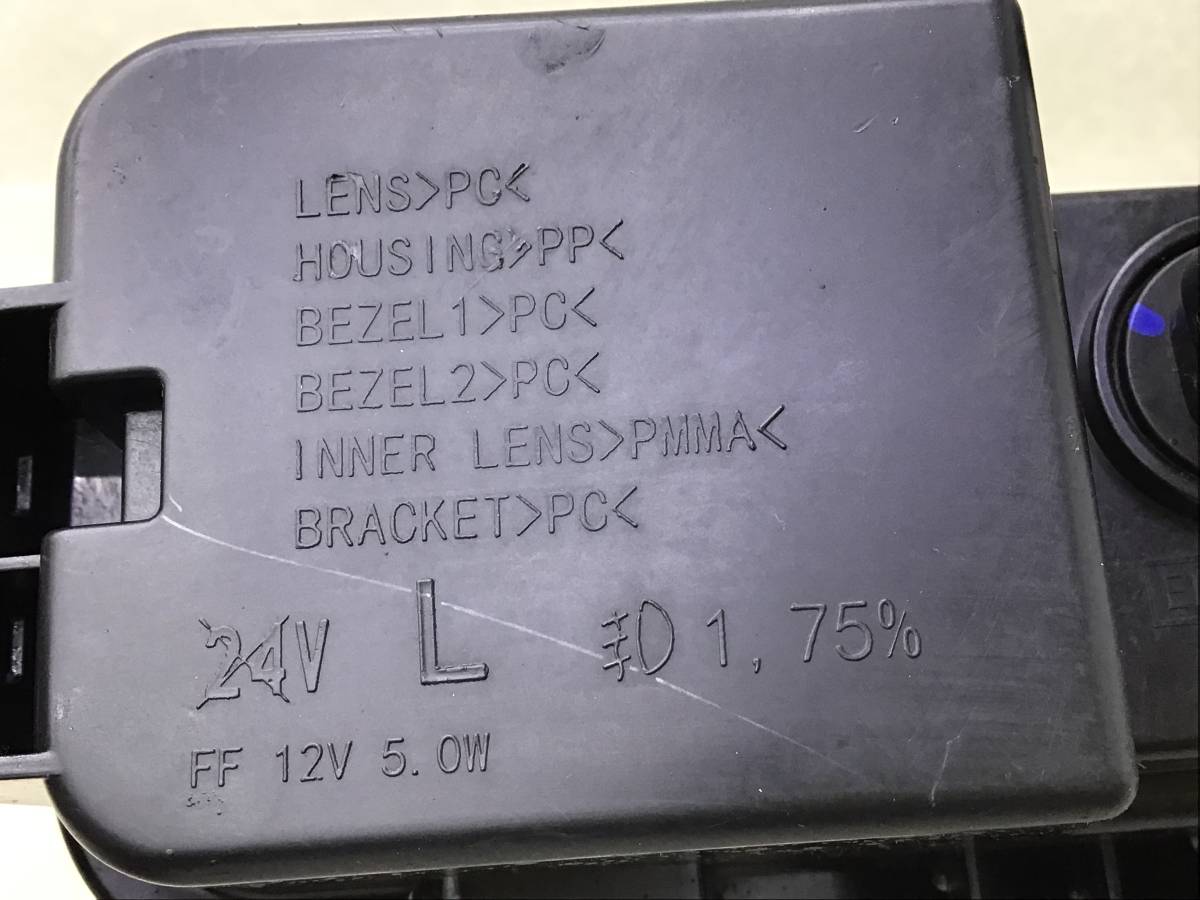 LENS>PC<
HOUSING>PP<
BEZEL1>PC<
BEZEL2>PC<
INNER LENS>PMMA<
BRACKET>PC<
24V L 1,75%
FF 12V 5.0W